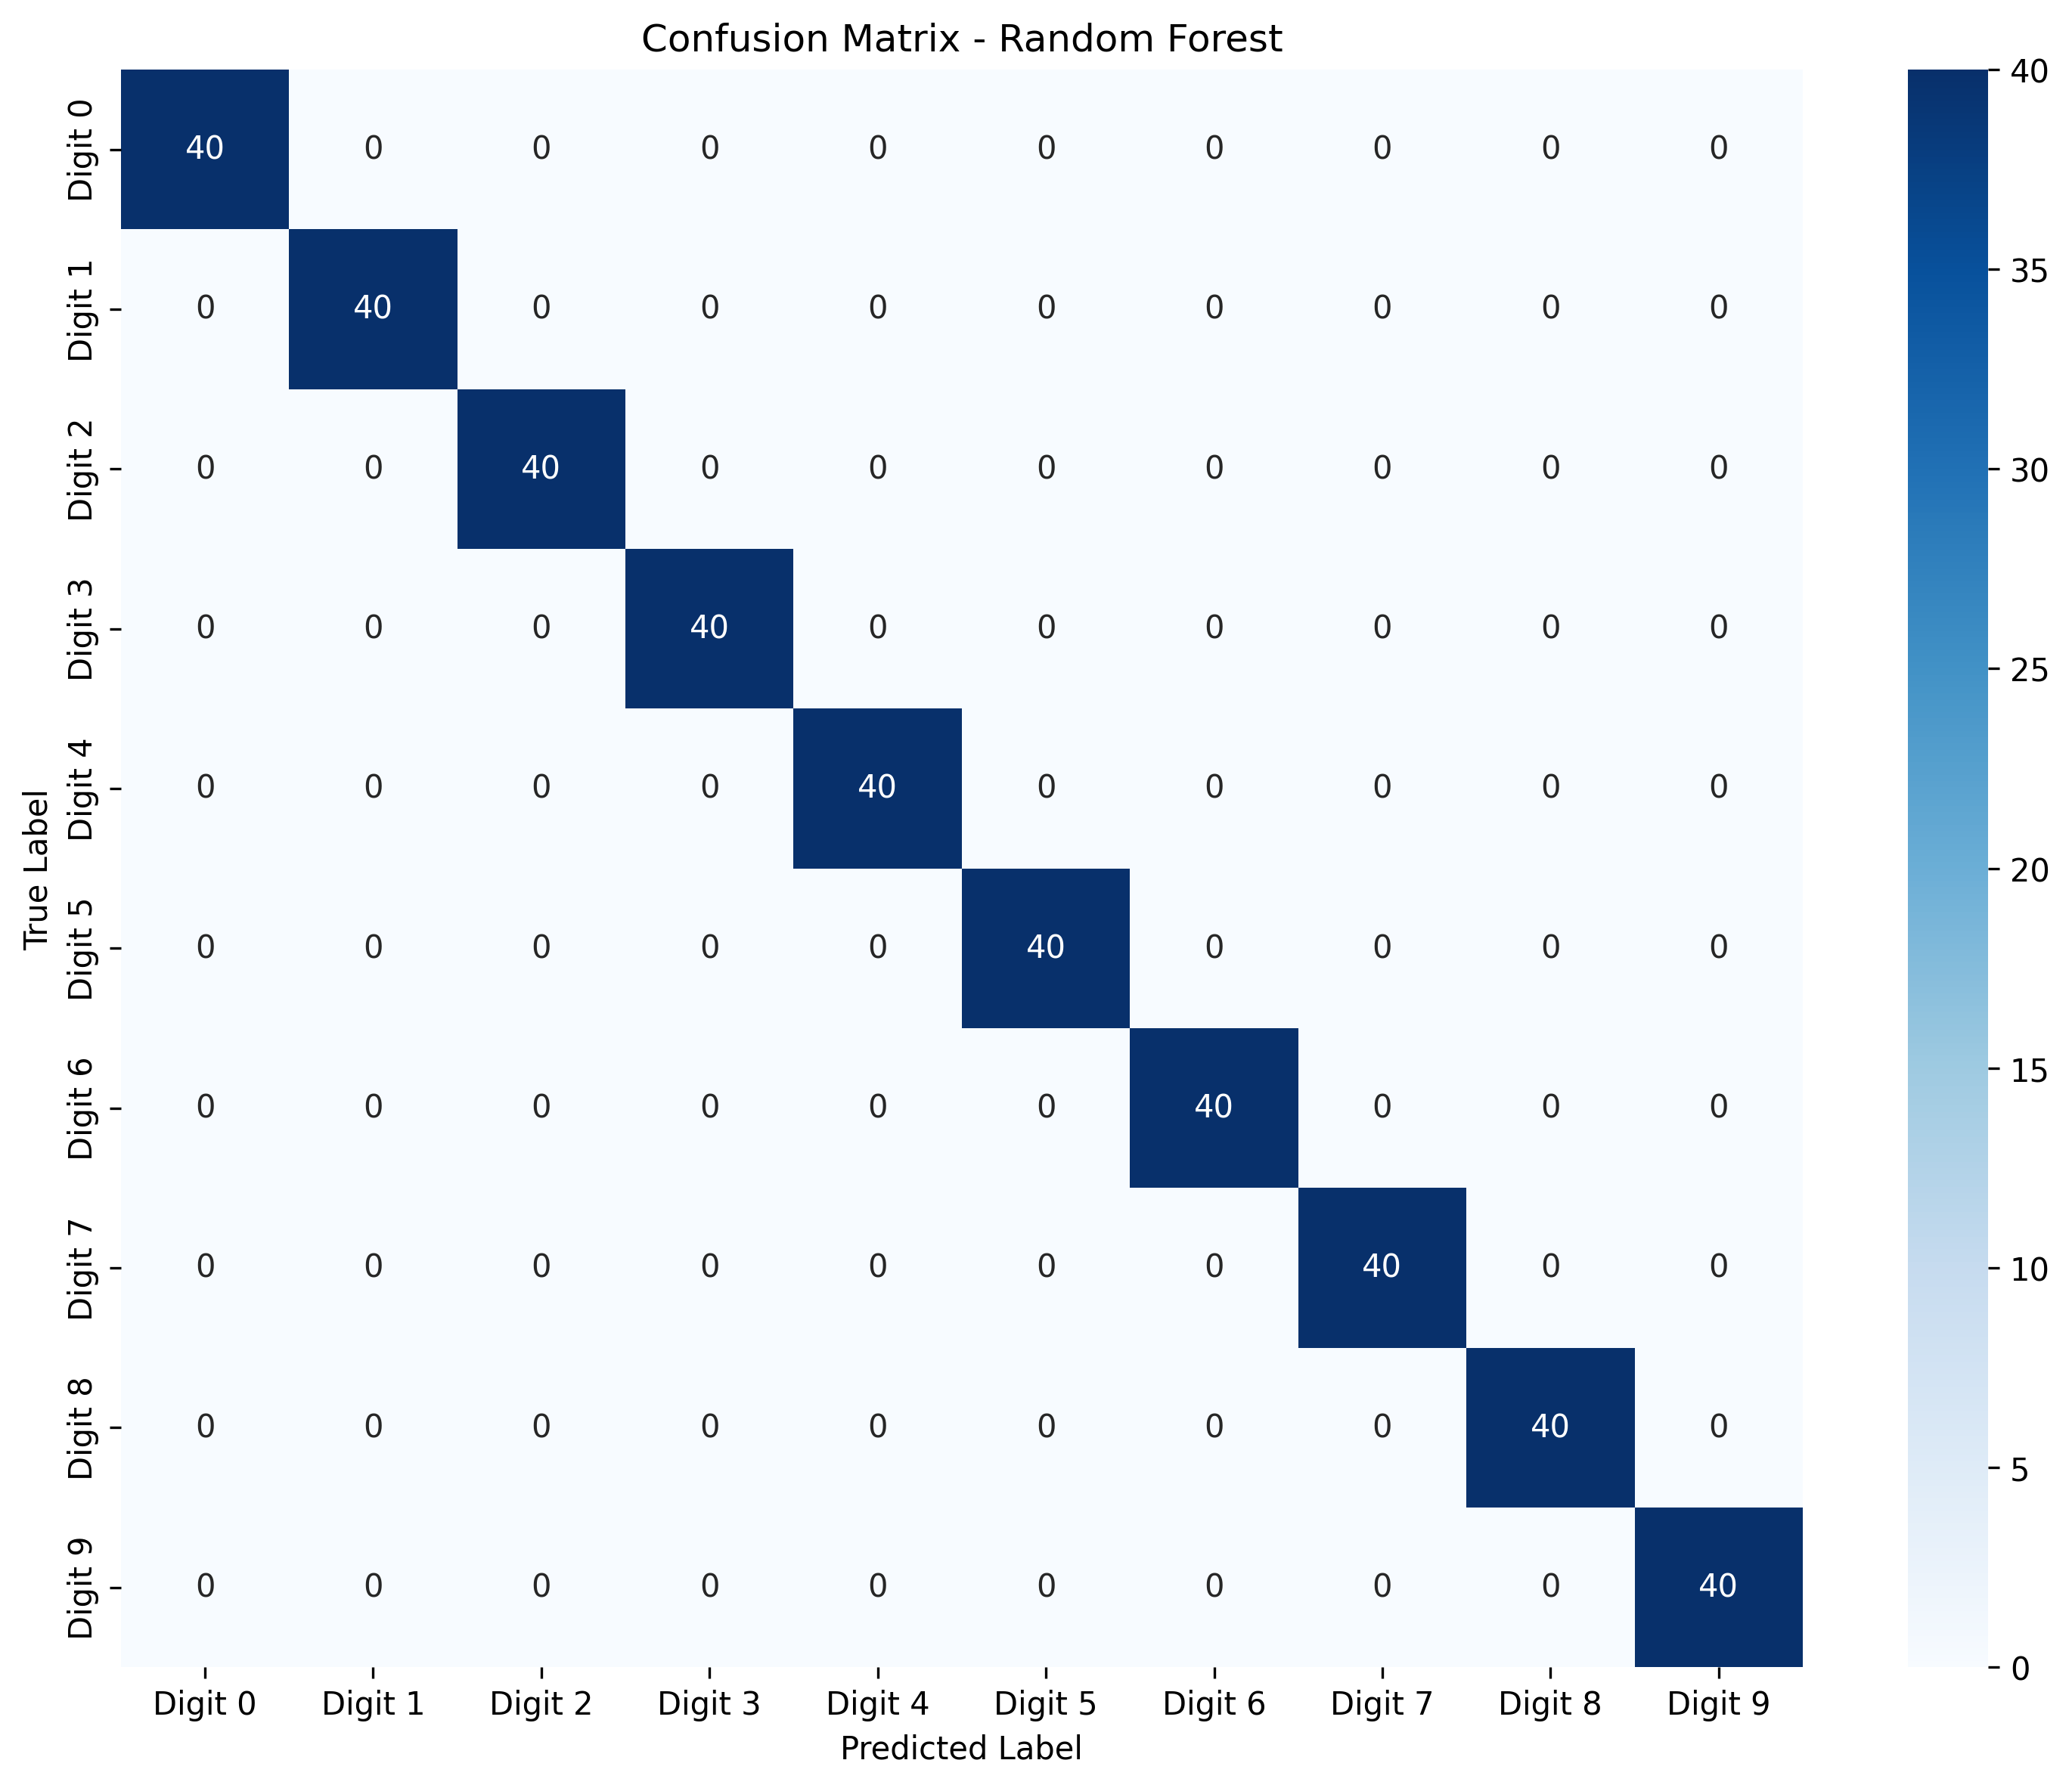 Confusion Matrix - Random Forest
True Label
Digit 0 40 0 0 0 0 0 0 0 0 0
Digit 1 0 40 0 0 0 0 0 0 0 0
Digit 2 0 0 40 0 0 0 0 0 0 0
Digit 3 0 0 0 40 0 0 0 0 0 0
Digit 4 0 0 0 0 40 0 0 0 0 0
Digit 5 0 0 0 0 0 40 0 0 0 0
Digit 6 0 0 0 0 0 0 40 0 0 0
Digit 7 0 0 0 0 0 0 0 40 0 0
Digit 8 0 0 0 0 0 0 0 0 40 0
Digit 9 0 0 0 0 0 0 0 0 0 40
Digit 0 Digit 1 Digit 2 Digit 3 Digit 4 Digit 5 Digit 6 Digit 7 Digit 8 Digit 9
Predicted Label
40
35
30
25
20
15
10
5
0